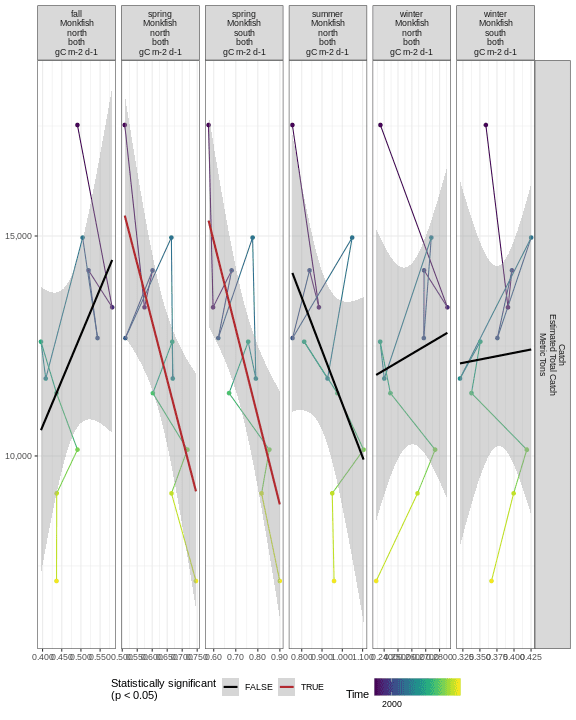 fall
Monkfish
north
both
gC m-2 d-1
spring
Monkfish
north
both
gC m-2 d-1
spring
Monkfish
south
both
gC m-2 d-1
summer
Monkfish
north
both
gC m-2 d-1
winter
Monkfish
north
both
gC m-2 d-1
winter
Monkfish
south
both
gC m-2 d-1
15,000
10,000
Catch
Estimated Total Catch
Metric Tons
0.400 0.450 0.500 0.550
0.60 0.70 0.80 0.90
0.800 0.900 1.000 1.100
0.325 0.350 0.375 0.400 0.425
Statistically significant
(p < 0.05)
FALSE
TRUE
Time
2000